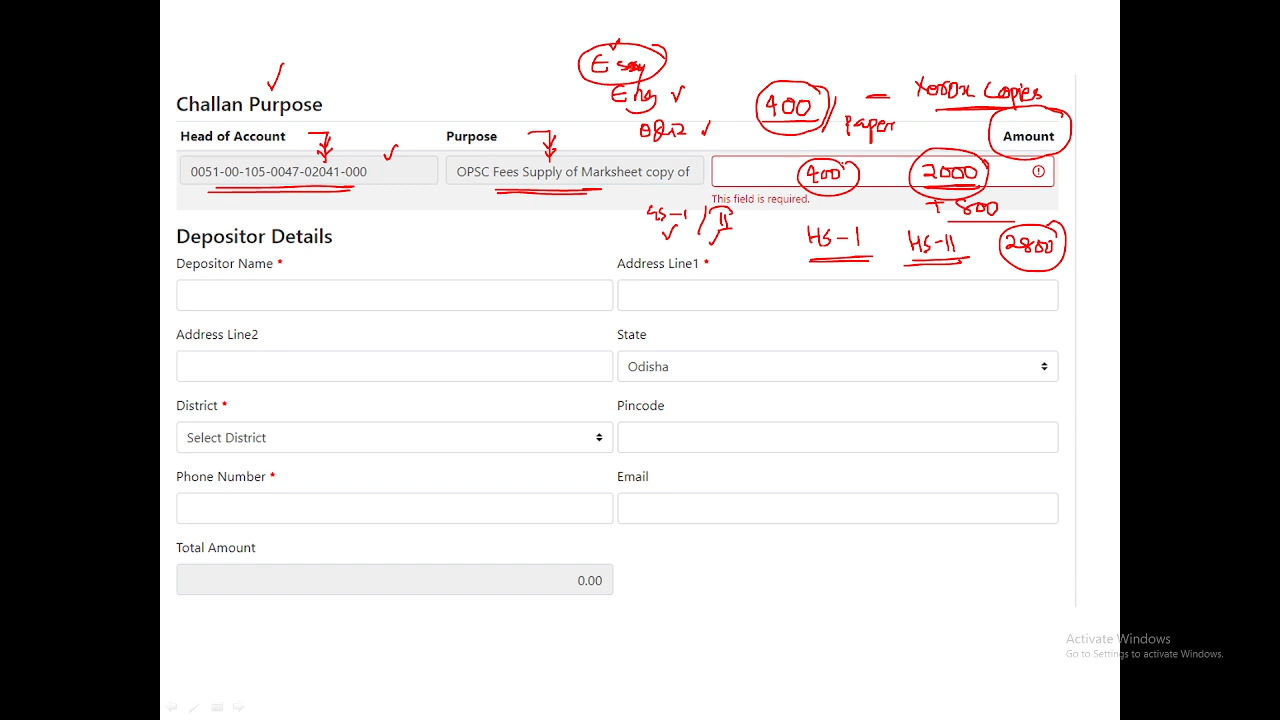 Essay
Eng
400/
Paper
— Xerox Copies
Challan Purpose
Head of Account Purpose Amount
0051-00-105-0047-02041-000 OPSC Fees Supply of Marksheet copy of 400 2000
This field is required.
+ 800
GS-1 / II
HS-I HS-II 2800
Depositor Details
Depositor Name * Address Line1 *
Address Line2 State
Odisha
District * Pincode
Select District
Phone Number * Email
Total Amount
0.00
Activate Windows
Go to Settings to activate Windows.